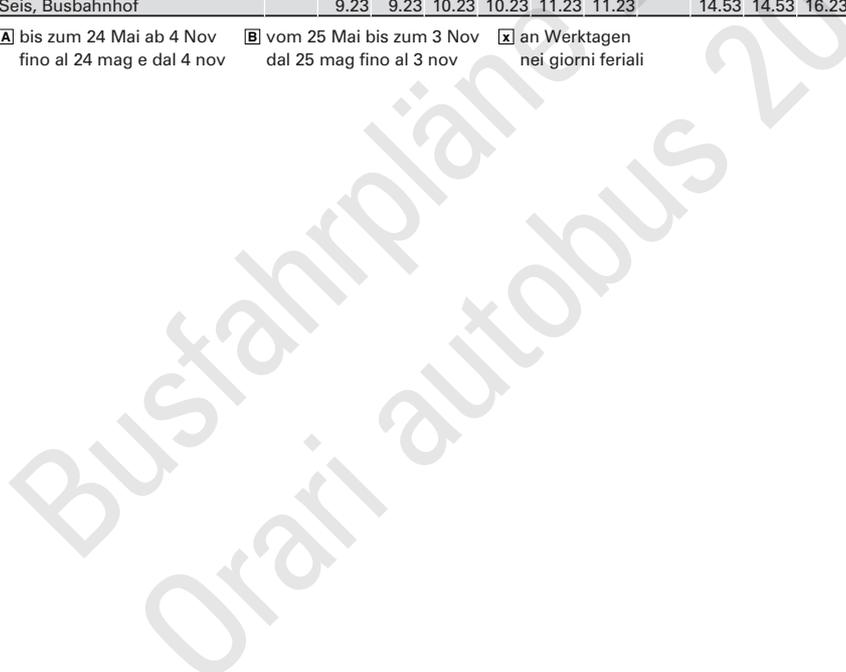 Seis, Busbahnhof 9.23 9.23 10.23 10.23 11.23 11.23 14.53 14.53 16.23
A bis zum 24 Mai ab 4 Nov B vom 25 Mai bis zum 3 Nov x an Werktagen
fino al 24 mag e dal 4 nov dal 25 mag fino al 3 nov nei giorni feriali
Busfahrpläne
Orari autobus 20